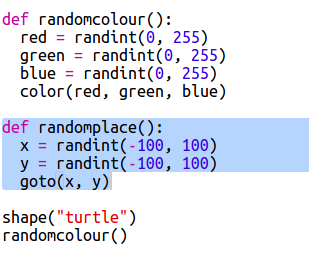 def randomcolour():
  red = randint(0, 255)
  green = randint(0, 255)
  blue = randint(0, 255)
  color(red, green, blue)

def randomplace():
  x = randint(-100, 100)
  y = randint(-100, 100)
  goto(x, y)

shape("turtle")
randomcolour()